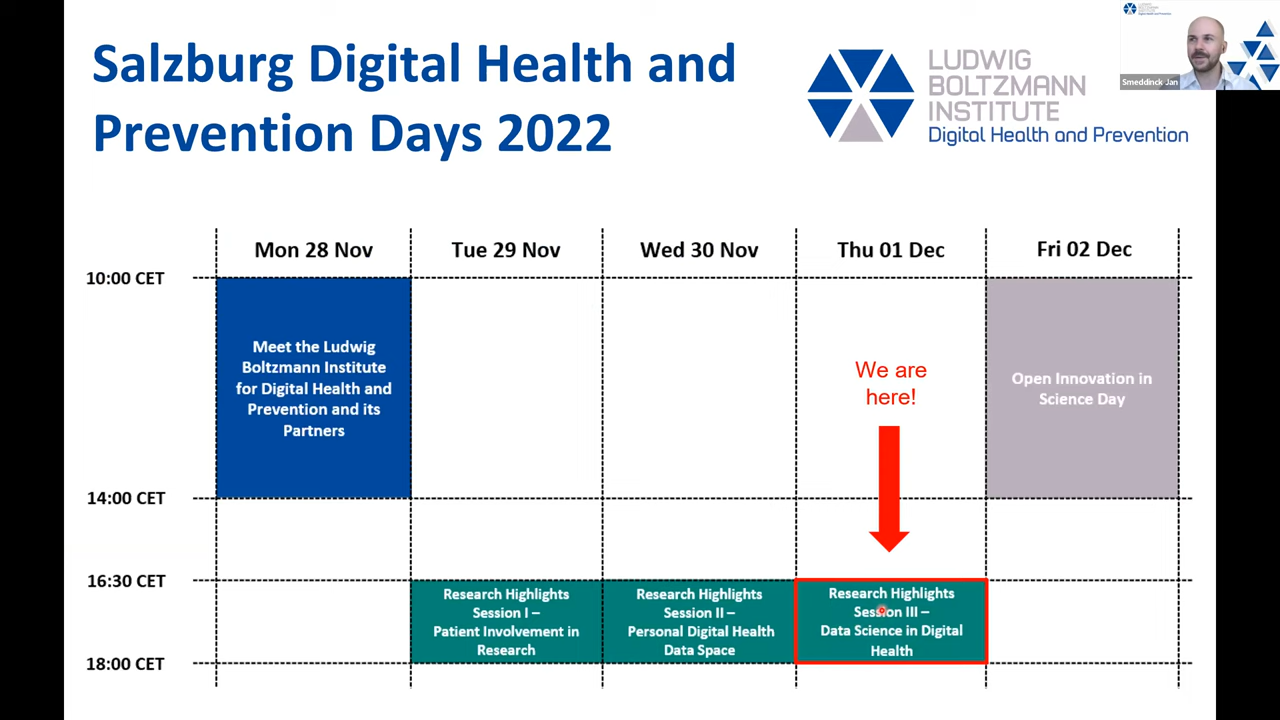 Salzburg Digital Health and
Prevention Days 2022
LUDWIG
BOLTZMANN
INSTITUTE
Digital Health and Prevention
Smeddinck Jan
Mon 28 Nov
Tue 29 Nov
Wed 30 Nov
Thu 01 Dec
Fri 02 Dec
10:00 CET
Meet the Ludwig
Boltzmann Institute
for Digital Health and
Prevention and its
Partners
We are
here!
Open Innovation in
Science Day
14:00 CET
16:30 CET
Research Highlights
Session I –
Patient Involvement in
Research
Research Highlights
Session II –
Personal Digital Health
Data Space
Research Highlights
Session III –
Data Science in Digital
Health
18:00 CET